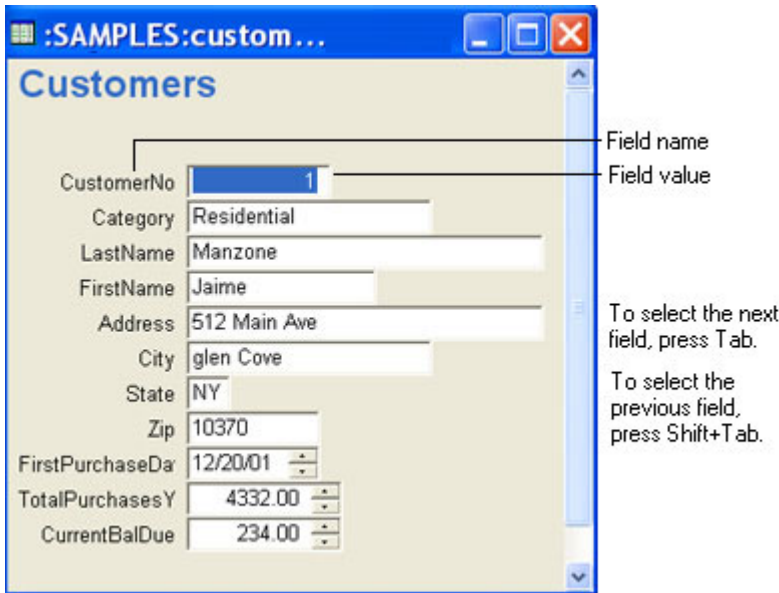 :SAMPLES:custom...
Customers
Field name
CustomerNo 1 Field value
Category Residential
LastName Manzone
FirstName Jaime
Address 512 Main Ave
City glen Cove
State NY
Zip 10370
FirstPurchaseDa 12/20/01
TotalPurchasesY 4332.00
CurrentBalDue 234.00
To select the next
field, press Tab.
To select the
previous field,
press Shift+Tab.